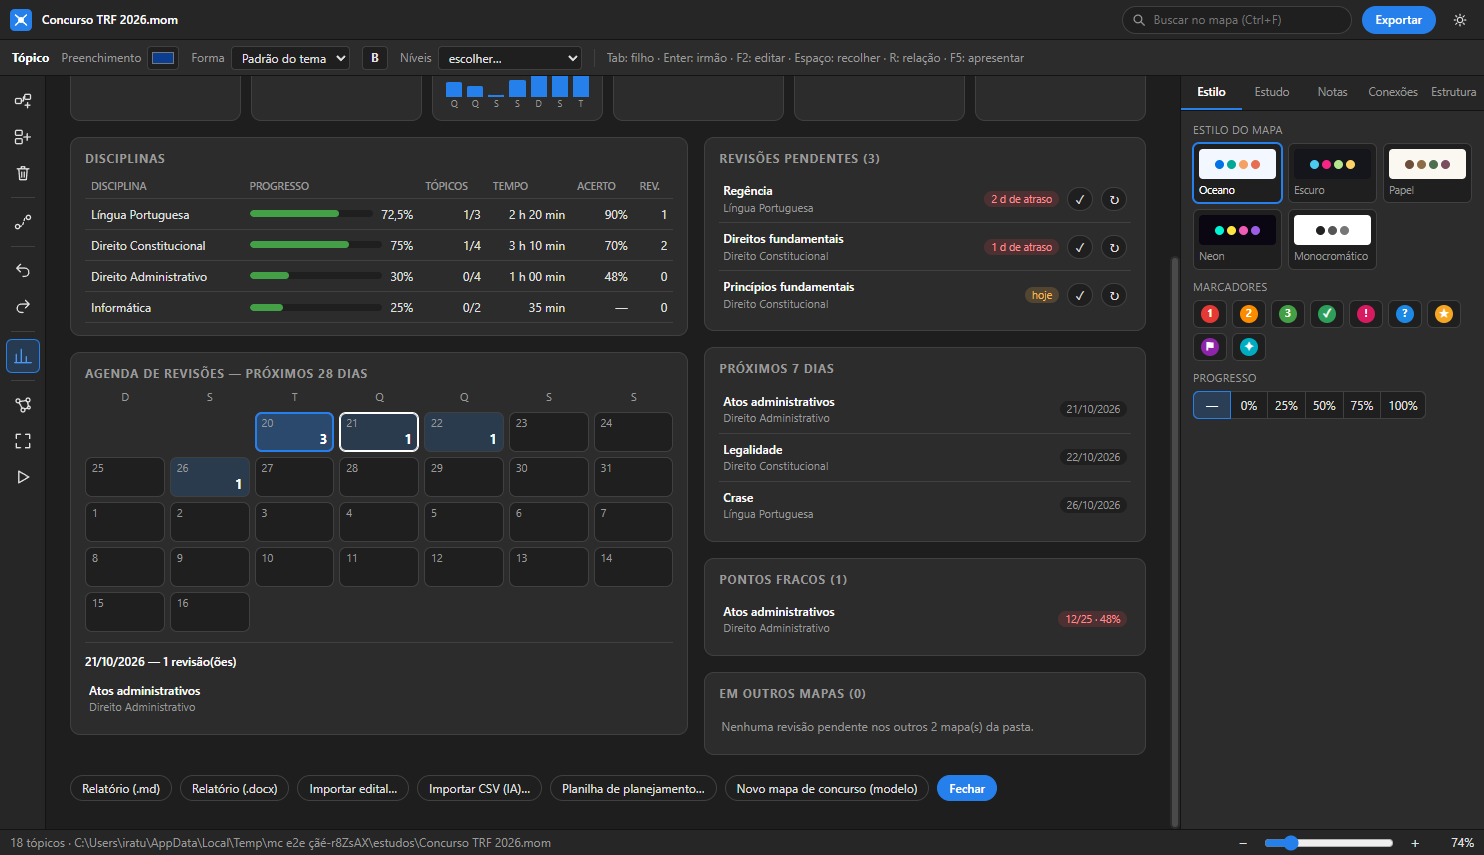 Concurso TRF 2026.mom
Buscar no mapa (Ctrl+F)
Exportar
Tópico
Preenchimento
Forma
Padrão do tema
B
Níveis
escolher...
Tab: filho · Enter: irmão · F2: editar · Espaço: recolher · R: relação · F5: apresentar
Q Q S S D S T
DISCIPLINAS
DISCIPLINA PROGRESSO TÓPICOS TEMPO ACERTO REV.
Língua Portuguesa 72,5% 1/3 2 h 20 min 90% 1
Direito Constitucional 75% 1/4 3 h 10 min 70% 2
Direito Administrativo 30% 0/4 1 h 00 min 48% 0
Informática 25% 0/2 35 min — 0
AGENDA DE REVISÕES — PRÓXIMOS 28 DIAS
D S T Q Q S S
20 3 21 1 22 1 23 24
25 26 1 27 28 29 30 31
1 2 3 4 5 6 7
8 9 10 11 12 13 14
15 16
21/10/2026 — 1 revisão(ões)
Atos administrativos
Direito Administrativo
REVISÕES PENDENTES (3)
Regência
Língua Portuguesa
2 d de atraso
Direitos fundamentais
Direito Constitucional
1 d de atraso
Princípios fundamentais
Direito Constitucional
hoje
PRÓXIMOS 7 DIAS
Atos administrativos
Direito Administrativo
21/10/2026
Legalidade
Direito Constitucional
22/10/2026
Crase
Língua Portuguesa
26/10/2026
PONTOS FRACOS (1)
Atos administrativos
Direito Administrativo
12/25 · 48%
EM OUTROS MAPAS (0)
Nenhuma revisão pendente nos outros 2 mapa(s) da pasta.
Relatório (.md)
Relatório (.docx)
Importar edital...
Importar CSV (IA)...
Planilha de planejamento...
Novo mapa de concurso (modelo)
Fechar
Estilo Estudo Notas Conexões Estrutura
ESTILO DO MAPA
Oceano Escuro Papel
Neon Monocromático
MARCADORES
1 2 3 ! ?
PROGRESSO
— 0% 25% 50% 75% 100%
18 tópicos · C:\Users\iratu\AppData\Local\Temp\mc e2e çãé-r8ZsAX\estudos\Concurso TRF 2026.mom
− + 74%